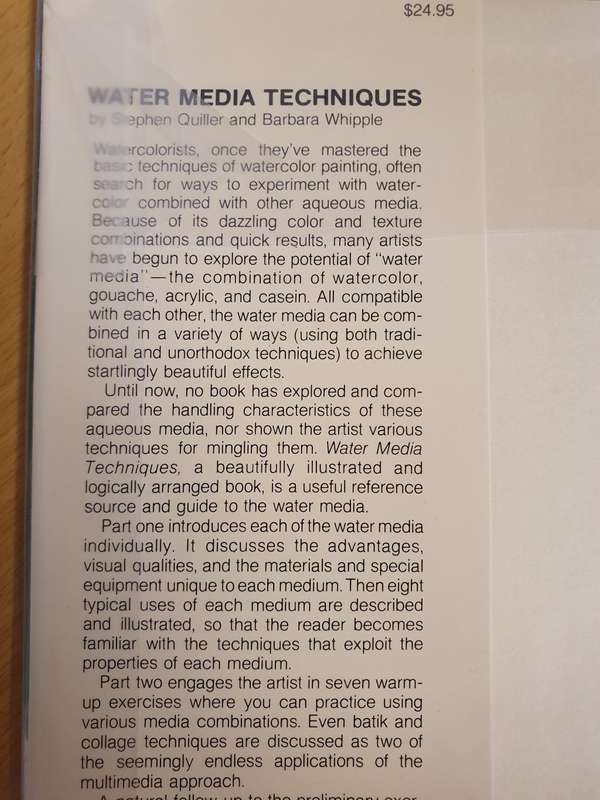 $24.95
WATER MEDIA TECHNIQUES
by Stephen Quiller and Barbara Whipple
Watercolorists, once they've mastered the
basic techniques of watercolor painting, often
search for ways to experiment with water-
color combined with other aqueous media.
Because of its dazzling color and texture
combinations and quick results, many artists
have begun to explore the potential of "water
media"—the combination of watercolor,
gouache, acrylic, and casein. All compatible
with each other, the water media can be com-
bined in a variety of ways (using both tradi-
tional and unorthodox techniques) to achieve
startlingly beautiful effects.
Until now, no book has explored and com-
pared the handling characteristics of these
aqueous media, nor shown the artist various
techniques for mingling them. Water Media
Techniques, a beautifully illustrated and
logically arranged book, is a useful reference
source and guide to the water media.
Part one introduces each of the water media
individually. It discusses the advantages,
visual qualities, and the materials and special
equipment unique to each medium. Then eight
typical uses of each medium are described
and illustrated, so that the reader becomes
familiar with the techniques that exploit the
properties of each medium.
Part two engages the artist in seven warm-
up exercises where you can practice using
various media combinations. Even batik and
collage techniques are discussed as two of
the seemingly endless applications of the
multimedia approach.
A natural follow-up to the preliminary exer-